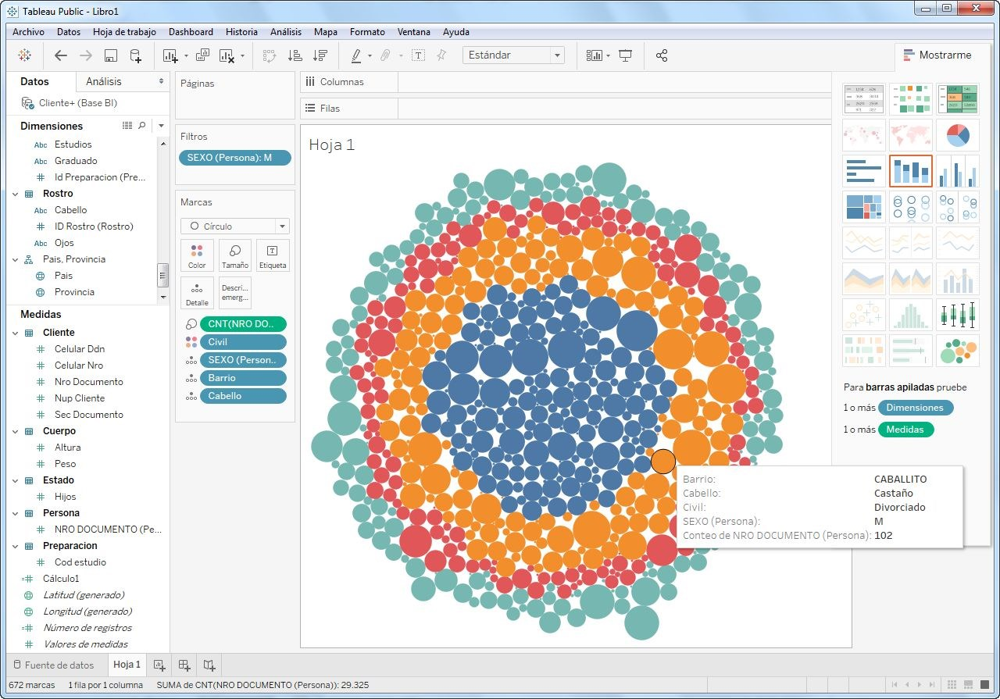 Tableau Public - Libro1
Archivo Datos Hoja de trabajo Dashboard Historia Análisis Mapa Formato Ventana Ayuda
Estándar
Mostrarme
Datos Análisis
Cliente+ (Base BI)
Dimensiones
Abc Estudios
Abc Graduado
# Id Preparacion (Pre...
Rostro
Abc Cabello
# ID Rostro (Rostro)
Abc Ojos
Pais, Provincia
Pais
Provincia
Medidas
Cliente
# Celular Ddn
# Celular Nro
# Nro Documento
# Nup Cliente
# Sec Documento
Cuerpo
# Altura
# Peso
Estado
# Hijos
Persona
# NRO DOCUMENTO (Pe...
Preparacion
# Cod estudio
=# Cálculo1
Latitud (generado)
Longitud (generado)
=# Número de registros
# Valores de medidas
Páginas
Filtros
SEXO (Persona): M
Marcas
Círculo
Color Tamaño Etiqueta
Detalle Descri...
emerg...
CNT(NRO DO..
Civil
SEXO (Person..
Barrio
Cabello
Columnas
Filas
Hoja 1
Barrio: CABALLITO
Cabello: Castaño
Civil: Divorciado
SEXO (Persona): M
Conteo de NRO DOCUMENTO (Persona): 102
Para barras apiladas pruebe
1 o más Dimensiones
1 o más Medidas
Fuente de datos Hoja 1
672 marcas 1 fila por 1 columna SUMA de CNT(NRO DOCUMENTO (Persona)): 29.325